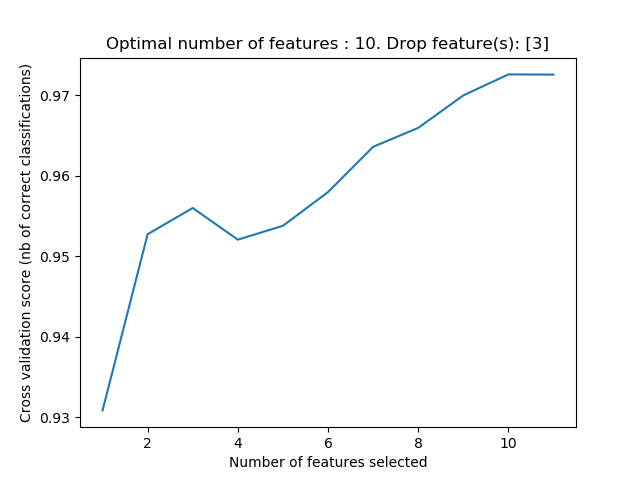 Optimal number of features : 10. Drop feature(s): [3]
Cross validation score (nb of correct classifications)
0.97
0.96
0.95
0.94
0.93
2 4 6 8 10
Number of features selected